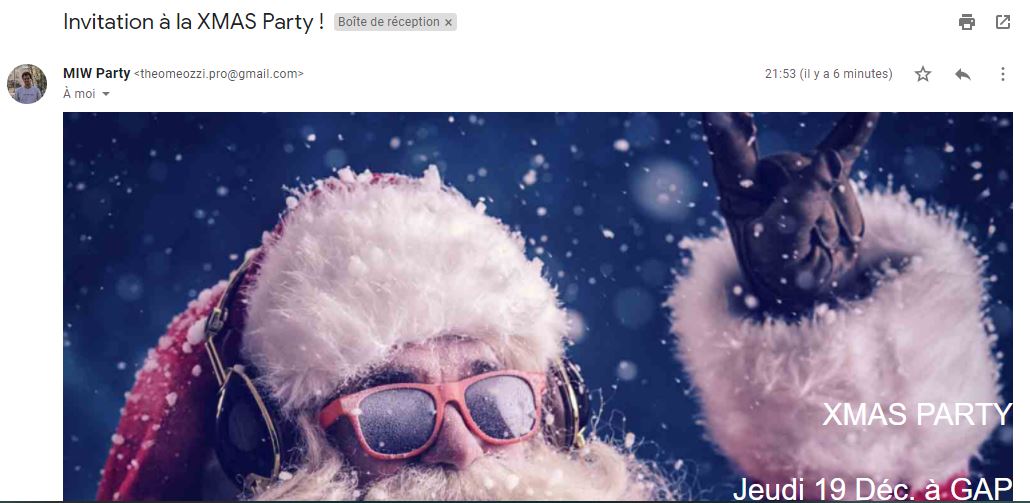 Invitation à la XMAS Party ! Boîte de réception ×
MIW Party <theomeozzi.pro@gmail.com> 21:53 (il y a 6 minutes)
À moi
XMAS PARTY
Jeudi 19 Déc. à GAP